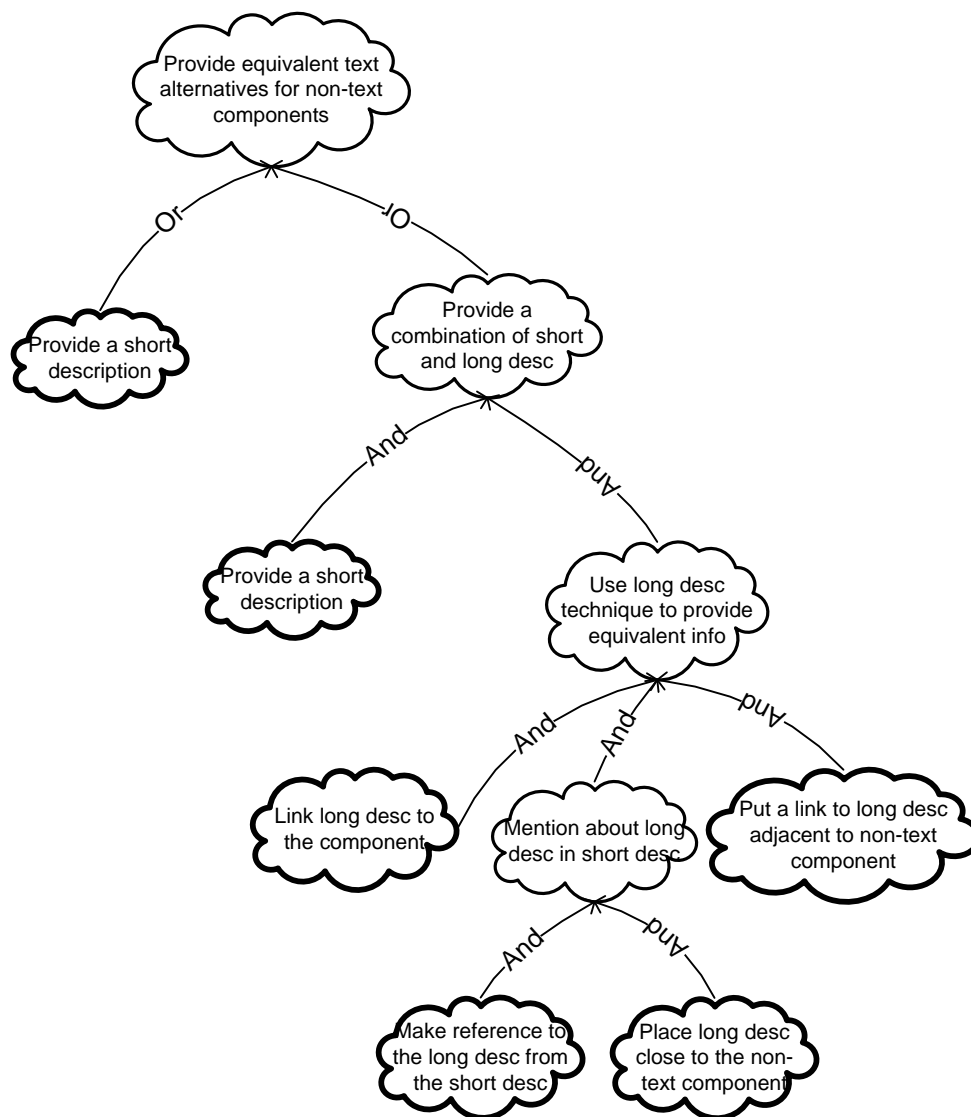 Provide equivalent text
alternatives for non-text
components
Or
Or
Provide a short
description
Provide a
combination of short
and long desc
And
And
Provide a short
description
Use long desc
technique to provide
equivalent info
And
And
And
Link long desc to
the component
Mention about long
desc in short desc
Put a link to long desc
adjacent to non-text
component
And
And
Make reference to
the long desc from
the short desc
Place long desc
close to the non-
text component